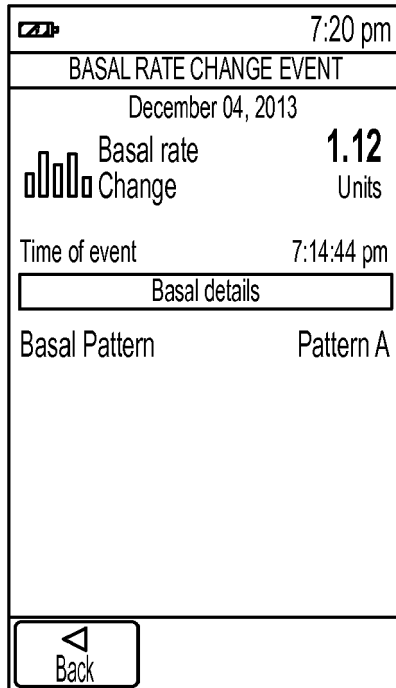 7:20 pm
BASAL RATE CHANGE EVENT
December 04, 2013
Basal rate 1.12
Change Units
Time of event 7:14:44 pm
Basal details
Basal Pattern Pattern A
Back